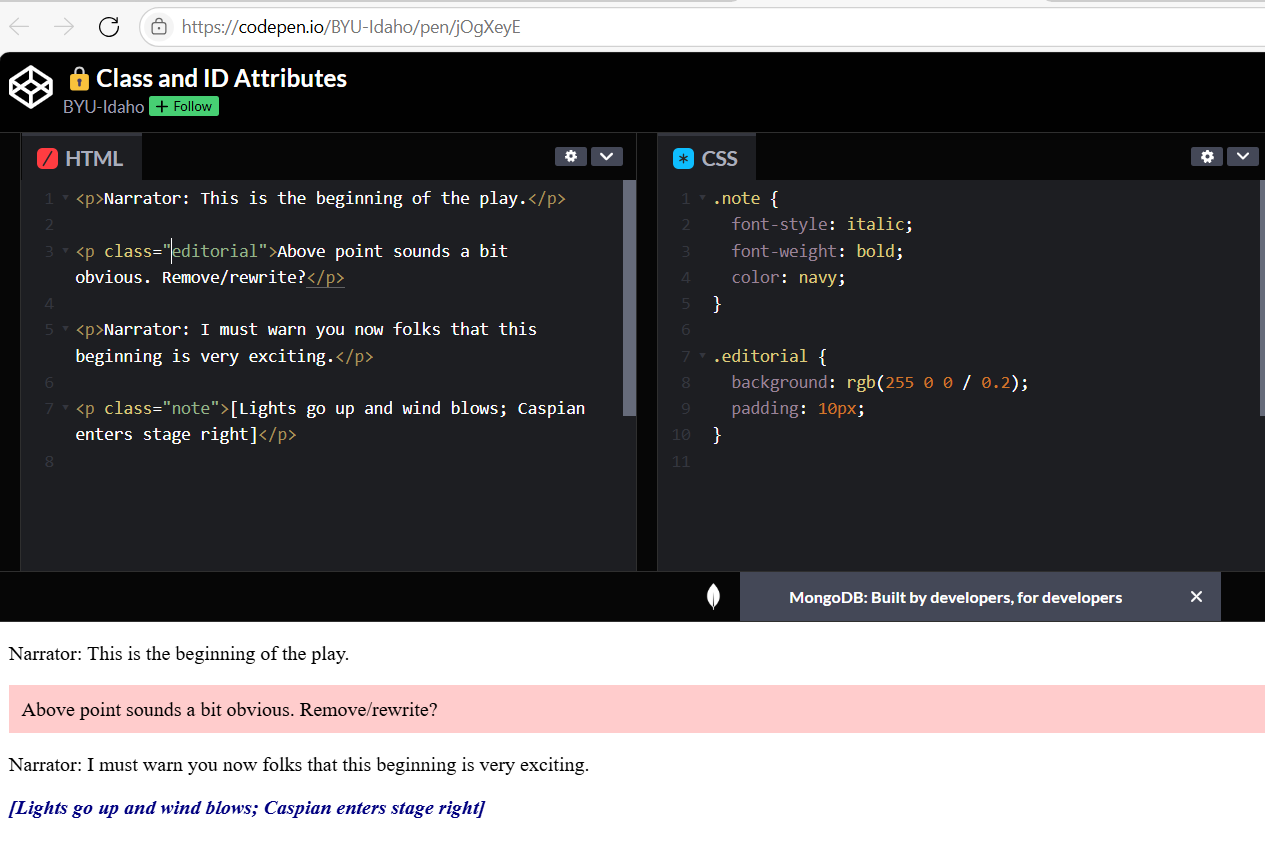 https://codepen.io/BYU-Idaho/pen/jOgXeyE
Class and ID Attributes
BYU-Idaho + Follow
/ HTML
1 <p>Narrator: This is the beginning of the play.</p>
2
3 <p class="editorial">Above point sounds a bit
obvious. Remove/rewrite?</p>
4
5 <p>Narrator: I must warn you now folks that this
beginning is very exciting.</p>
6
7 <p class="note">[Lights go up and wind blows; Caspian
enters stage right]</p>
8
* CSS
1 .note {
2 font-style: italic;
3 font-weight: bold;
4 color: navy;
5 }
6
7 .editorial {
8 background: rgb(255 0 0 / 0.2);
9 padding: 10px;
10 }
11
MongoDB: Built by developers, for developers
Narrator: This is the beginning of the play.
Above point sounds a bit obvious. Remove/rewrite?
Narrator: I must warn you now folks that this beginning is very exciting.
[Lights go up and wind blows; Caspian enters stage right]